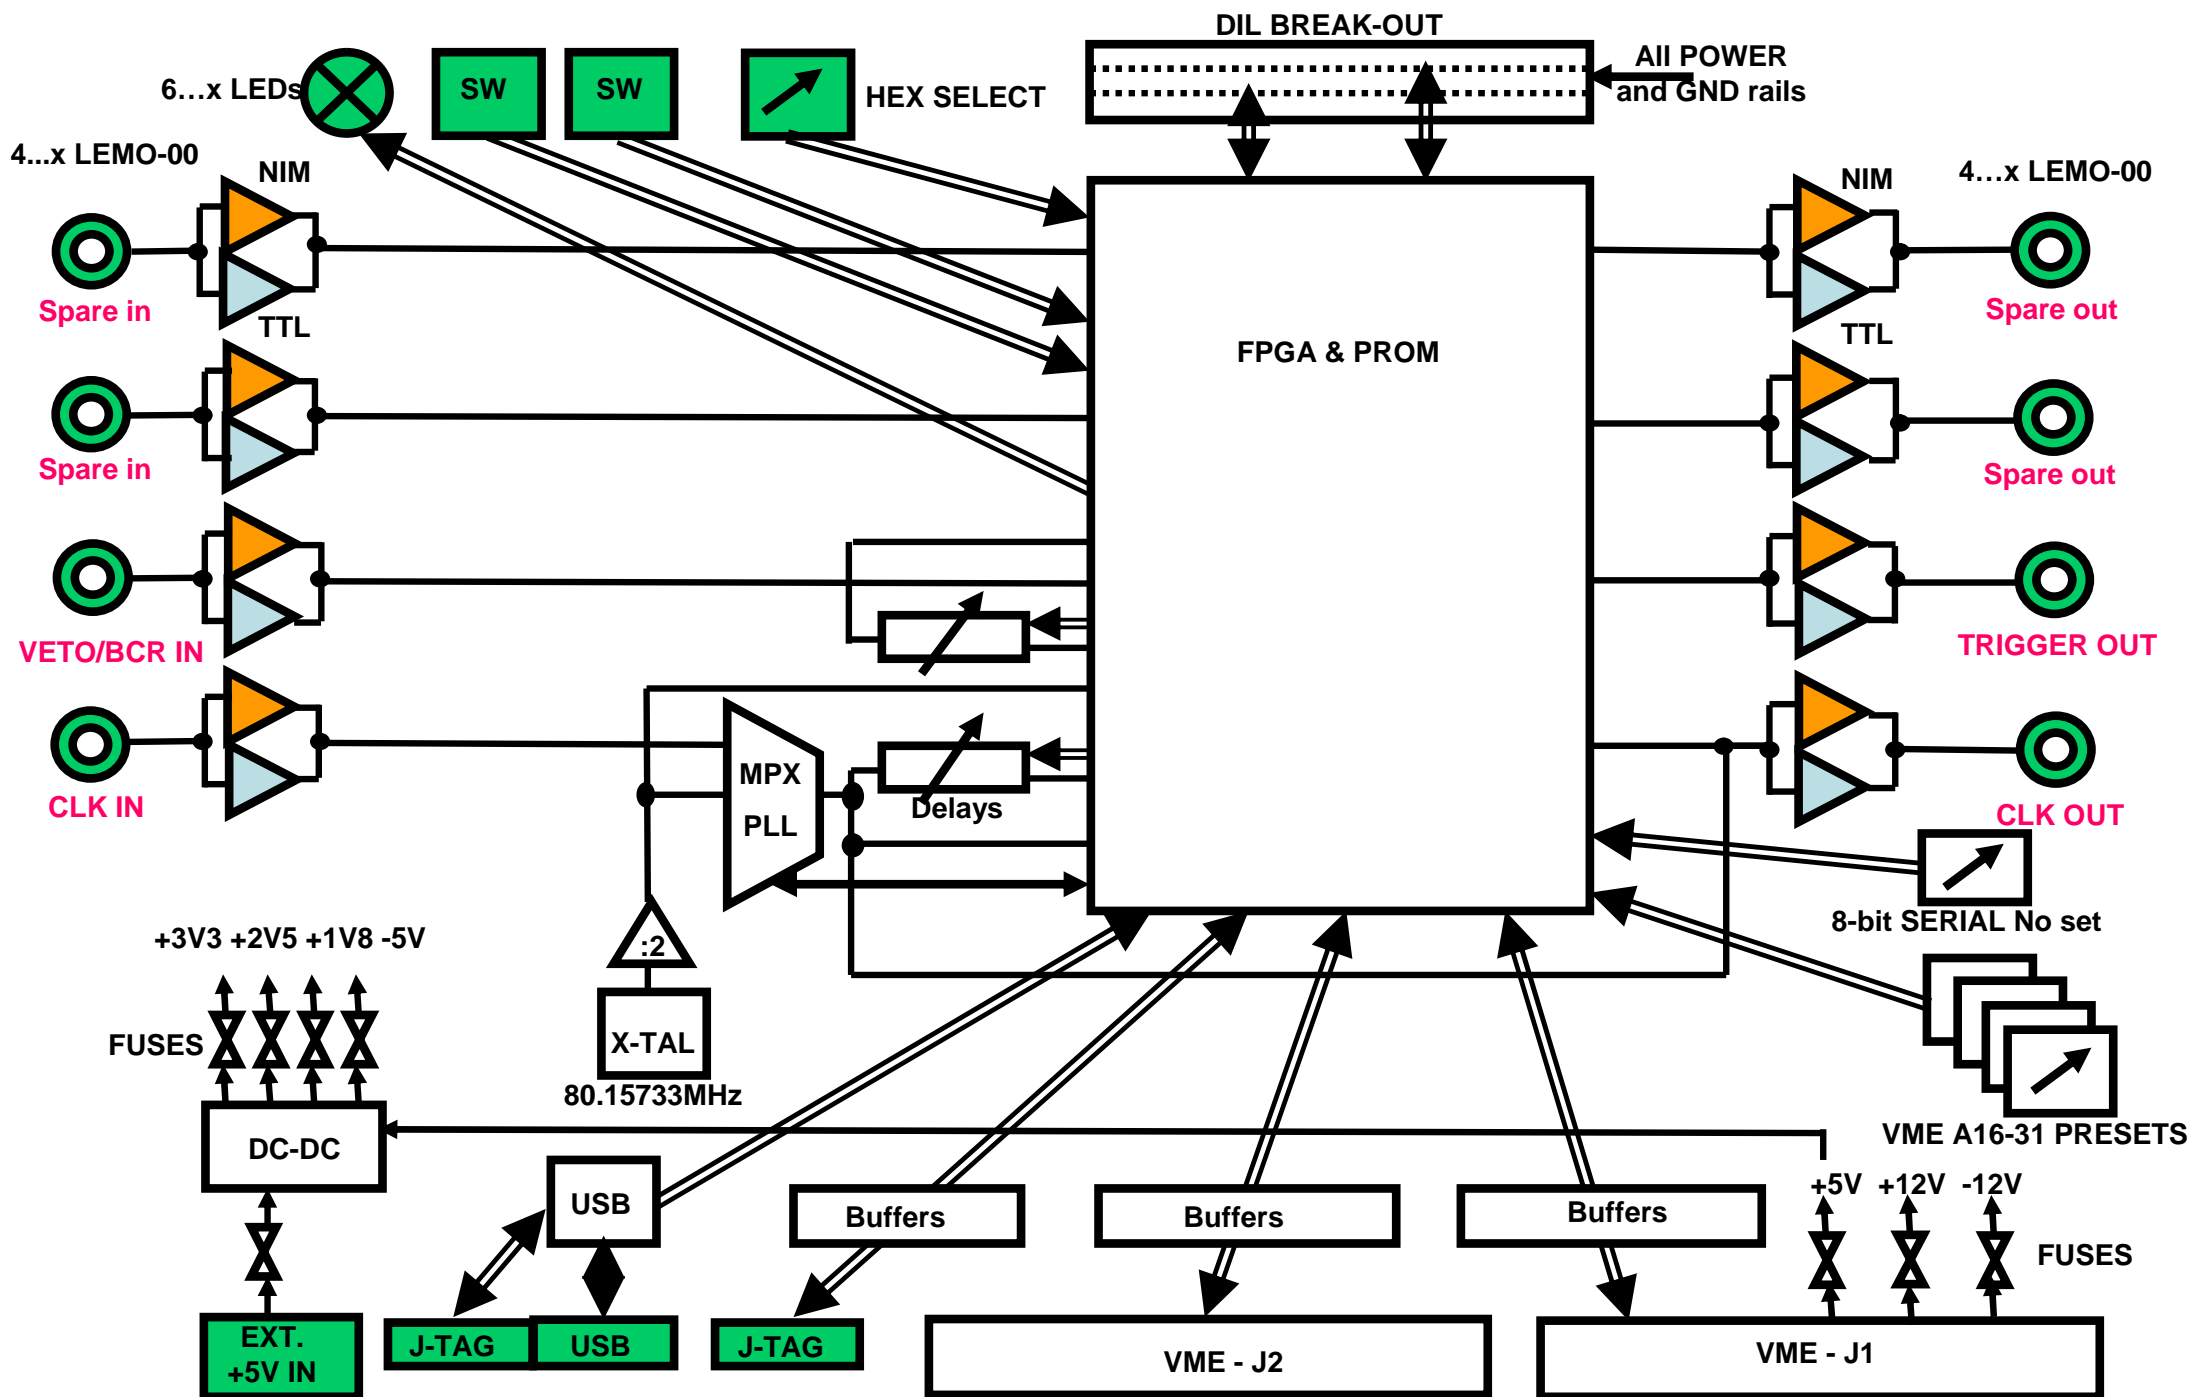 DIL BREAK-OUT
All POWER
and GND rails
6...x LEDs
SW
SW
HEX SELECT
4...x LEMO-00
NIM
NIM
4...x LEMO-00
Spare in
TTL
Spare out
TTL
FPGA & PROM
Spare in
Spare out
VETO/BCR IN
TRIGGER OUT
MPX
PLL
Delays
CLK IN
CLK OUT
8-bit SERIAL No set
+3V3 +2V5 +1V8 -5V
:2
FUSES
X-TAL
80.15733MHz
VME A16-31 PRESETS
DC-DC
+5V +12V -12V
USB
Buffers
Buffers
Buffers
FUSES
EXT.
+5V IN
J-TAG
USB
J-TAG
VME - J2
VME - J1